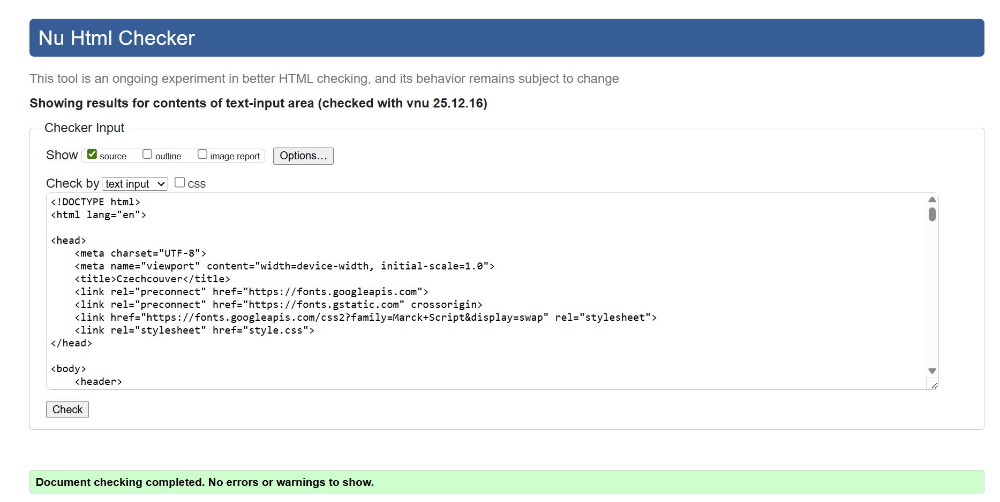 Nu Html Checker
This tool is an ongoing experiment in better HTML checking, and its behavior remains subject to change
Showing results for contents of text-input area (checked with vnu 25.12.16)
Checker Input
Show source outline image report Options...
Check by text input CSS
<!DOCTYPE html>
<html lang="en">
<head>
    <meta charset="UTF-8">
    <meta name="viewport" content="width=device-width, initial-scale=1.0">
    <title>Czechcouver</title>
    <link rel="preconnect" href="https://fonts.googleapis.com">
    <link rel="preconnect" href="https://fonts.gstatic.com" crossorigin>
    <link href="https://fonts.googleapis.com/css2?family=Marck+Script&display=swap" rel="stylesheet">
    <link rel="stylesheet" href="style.css">
</head>
<body>
    <header>
Check
Document checking completed. No errors or warnings to show.